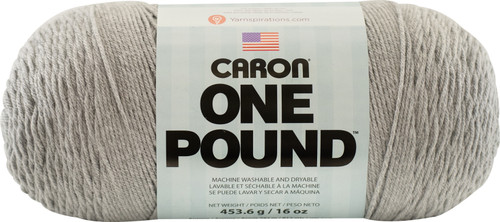 Yarnspirations.com
CARON®
ONE
POUND™
MACHINE WASHABLE AND DRYABLE
LAVABLE ET SÉCHABLE À LA MACHINE
SE PUEDE LAVAR Y SECAR A MÁQUINA
NET WEIGHT / POIDS NET / PESO NETO
453.6 g / 16 oz